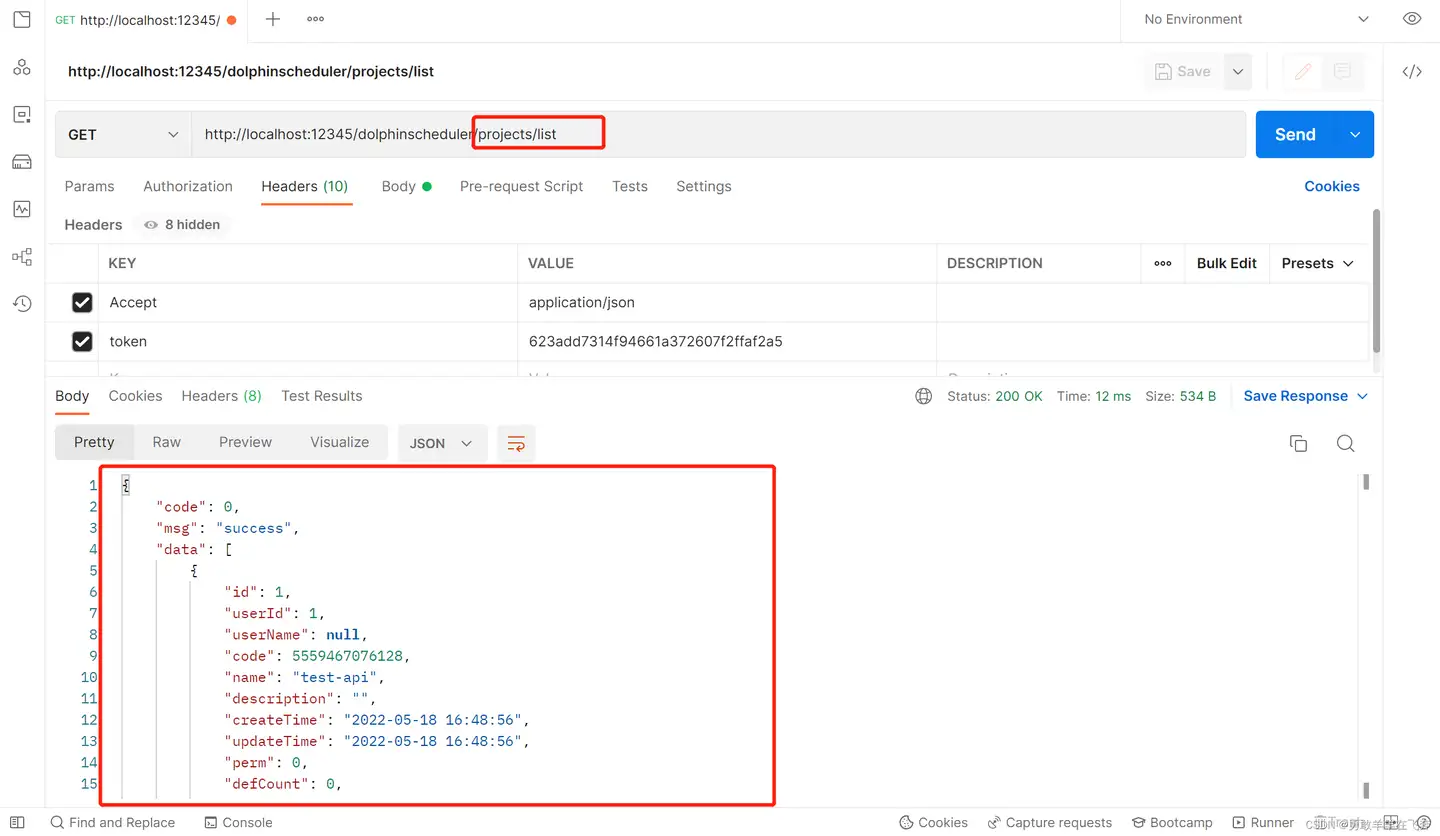 GET http://localhost:12345/
No Environment
http://localhost:12345/dolphinscheduler/projects/list
Save
GET http://localhost:12345/dolphinscheduler/projects/list Send
Params Authorization Headers (10) Body Pre-request Script Tests Settings Cookies
Headers 8 hidden
KEY VALUE DESCRIPTION Bulk Edit Presets
Accept application/json
token 623add7314f94661a372607f2ffaf2a5
Body Cookies Headers (8) Test Results Status: 200 OK Time: 12 ms Size: 534 B Save Response
Pretty Raw Preview Visualize JSON
1 {
2 "code": 0,
3 "msg": "success",
4 "data": [
5 {
6 "id": 1,
7 "userId": 1,
8 "userName": null,
9 "code": 5559467076128,
10 "name": "test-api",
11 "description": "",
12 "createTime": "2022-05-18 16:48:56",
13 "updateTime": "2022-05-18 16:48:56",
14 "perm": 0,
15 "defCount": 0,
Find and Replace Console Cookies Capture requests Bootcamp Runner Trash